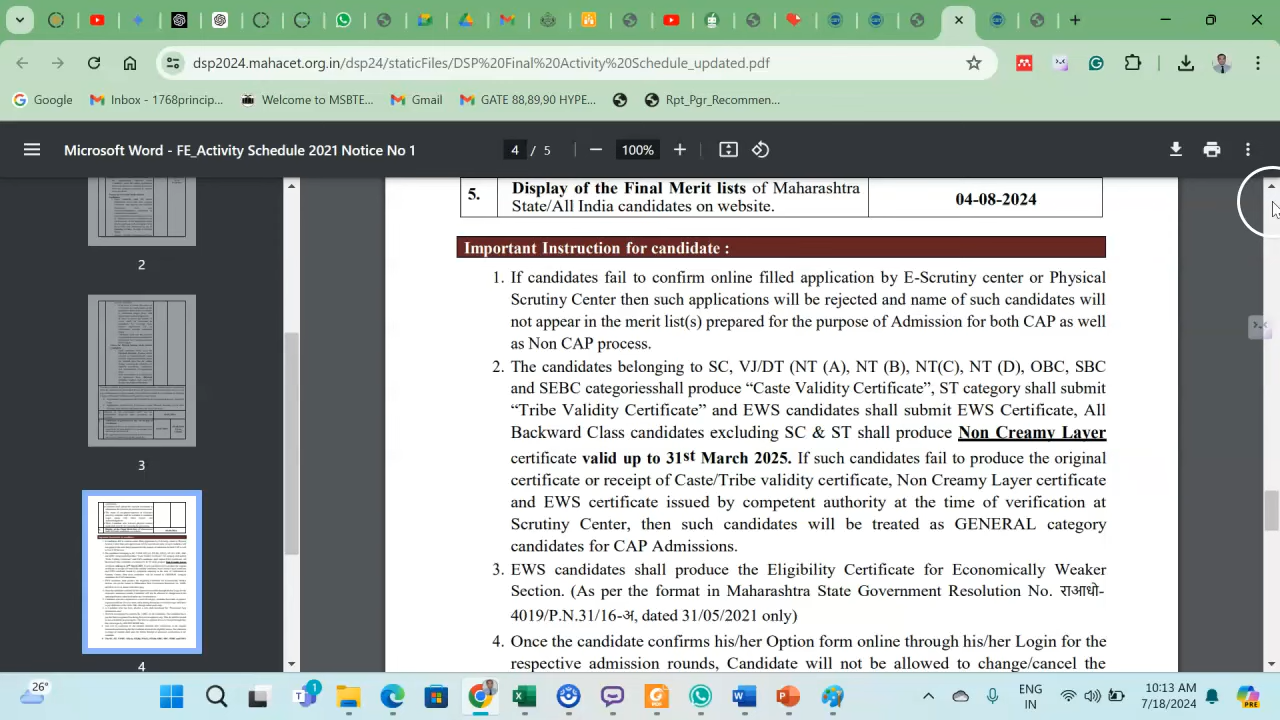 dsp2024.mahacet.org.in/dsp24/staticFiles/DSP%20Final%20Activity%20Schedule_updated.pdf
Google
Inbox - 1768princip...
Welcome to MSBTE...
Gmail
GATE 88,89,90 HYPE...
Rpt_Pgr_Recommen...
Microsoft Word - FE_Activity Schedule 2021 Notice No 1
4 / 5
100%
2
3
4
5. Display of the Final Merit lists of Maharashtra
State/All India candidates on website.
04-08-2024
Important Instruction for candidate :
1. If candidates fail to confirm online filled application by E-Scrutiny center or Physical
Scrutiny Center then such applications will be rejected and name of such candidates will
not appear in the merit list(s) prepared for the purpose of Admission for both CAP as well
as Non CAP process.
2. The candidates belonging to SC, VJ/DT (NT (A), NT (B), NT(C), NT (D), OBC, SBC
and SEBC categoriesshall produce “Caste Validity Certificate”, ST category shall submit
“Tribe Validity Certificate” and EWS candidates shall submit EWS Certificate, All
Backward Class candidates excluding SC & ST shall produce Non Creamy Layer
certificate valid up to 31st March 2025. If such candidates fail to produce the original
certificate or receipt of Caste/Tribe validity certificate, Non Creamy Layer certificate
and EWS certificate issued by competent authority at the time of verification at
Scrutiny Center, then such candidates will be treated as GENERAL category
candidates for CAP Admissions.
3. EWS candidates shall produce the Eligibility Certificate for Economically Weaker
Section (As per the format in Maharashtra State Government Resolution No. राआधा-
4019/प्र.क्र.31/16-अ, dated 31/05/2021 only)
4. Once Candidate confirms his/her Option form online through his/her Login for the
respective admission rounds, Candidate will not be allowed to change/cancel the
26°
ENG
IN
10:13 AM
7/18/2024